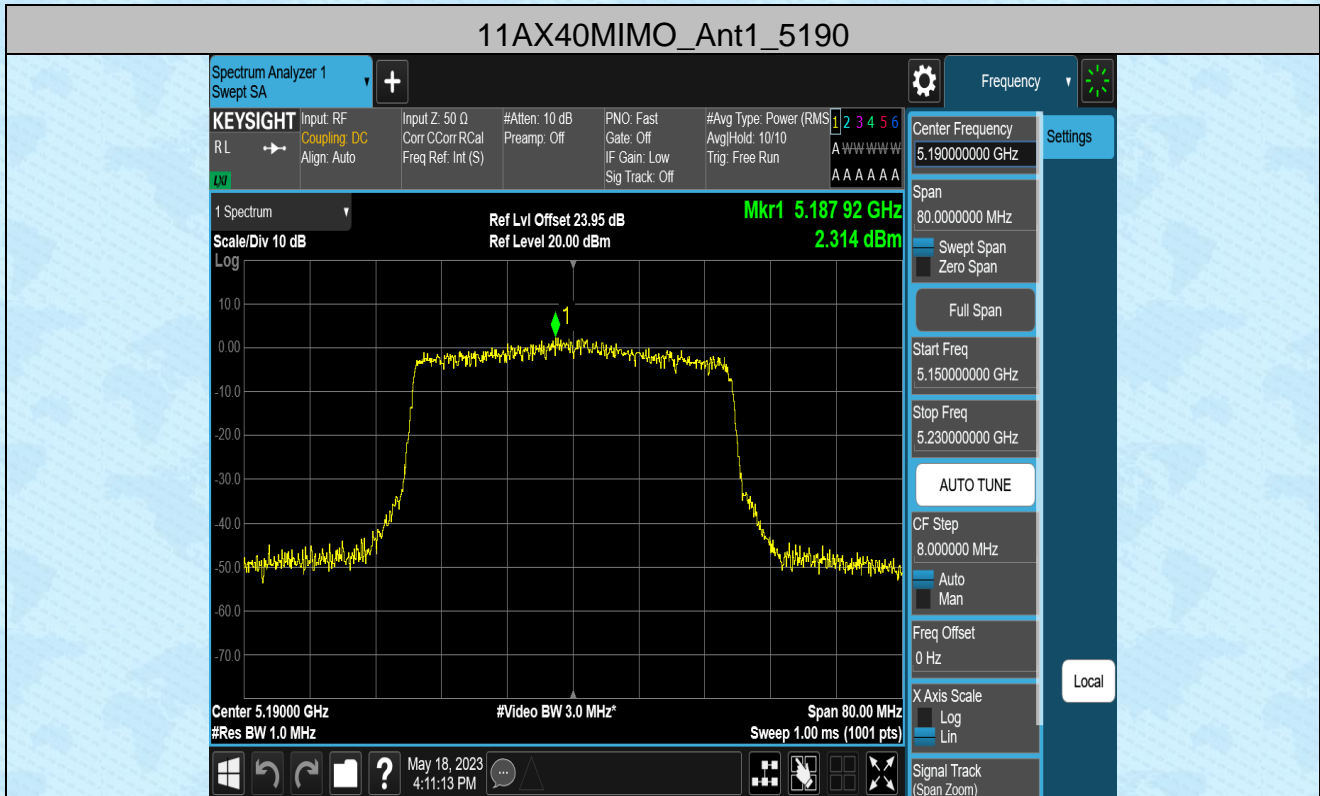 11AX40MIMO_Ant1_5190
Spectrum Analyzer 1
Swept SA
+
Frequency
KEYSIGHT
R L
LXI
Input: RF
Coupling: DC
Align: Auto
Input Z: 50 Ω
Corr CCorr RCal
Freq Ref: Int (S)
#Atten: 10 dB
Preamp: Off
PNO: Fast
Gate: Off
IF Gain: Low
Sig Track: Off
#Avg Type: Power (RMS
Avg|Hold: 10/10
Trig: Free Run
1 2 3 4 5 6
A W W W W W
A A A A A A
Center Frequency
5.190000000 GHz
Settings
1 Spectrum
Ref Lvl Offset 23.95 dB
Mkr1 5.187 92 GHz
Scale/Div 10 dB
Ref Level 20.00 dBm
2.314 dBm
Log
10.0
0.00
-10.0
-20.0
-30.0
-40.0
-50.0
-60.0
-70.0
1
Center 5.19000 GHz
#Video BW 3.0 MHz*
Span 80.00 MHz
#Res BW 1.0 MHz
Sweep 1.00 ms (1001 pts)
Span
80.0000000 MHz
Swept Span
Zero Span
Full Span
Start Freq
5.150000000 GHz
Stop Freq
5.230000000 GHz
AUTO TUNE
CF Step
8.000000 MHz
Auto
Man
Freq Offset
0 Hz
X Axis Scale
Log
Lin
Signal Track
(Span Zoom)
Local
?
May 18, 2023
4:11:13 PM